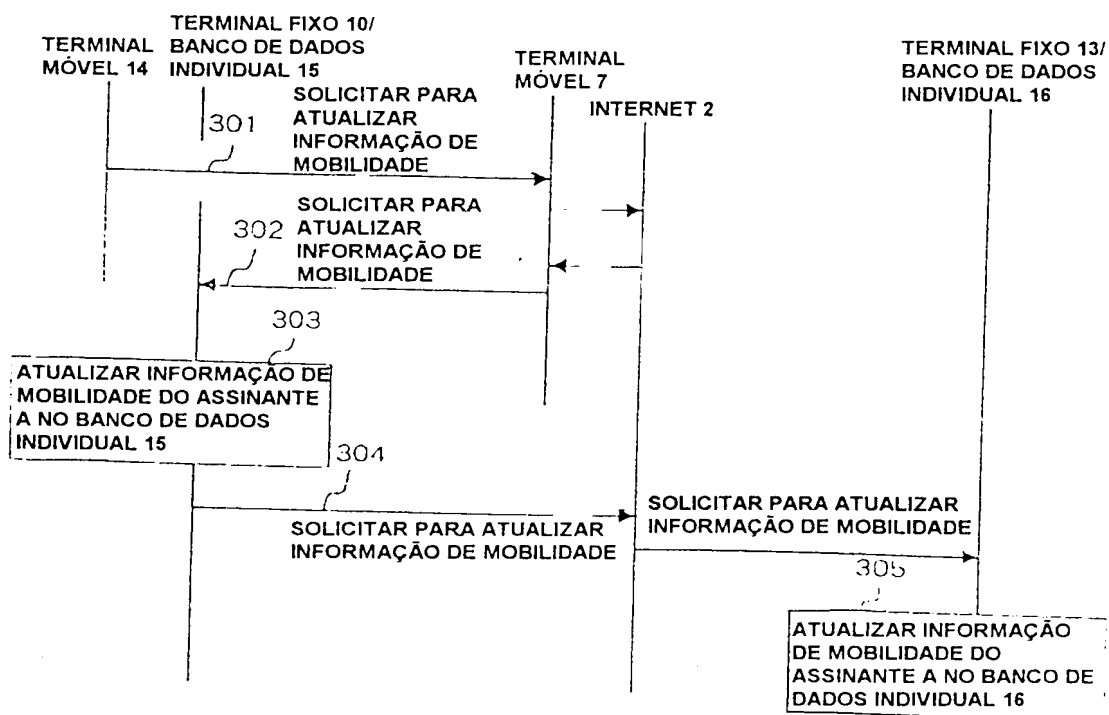 TERMINAL
MÓVEL 14
TERMINAL FIXO 10/
BANCO DE DADOS
INDIVIDUAL 15
TERMINAL
MÓVEL 7
INTERNET 2
TERMINAL FIXO 13/
BANCO DE DADOS
INDIVIDUAL 16
301
SOLICITAR PARA
ATUALIZAR
INFORMAÇÃO DE
MOBILIDADE
302
SOLICITAR PARA
ATUALIZAR
INFORMAÇÃO DE
MOBILIDADE
303
ATUALIZAR INFORMAÇÃO DE
MOBILIDADE DO ASSINANTE
A NO BANCO DE DADOS
INDIVIDUAL 15
304
SOLICITAR PARA ATUALIZAR
INFORMAÇÃO DE MOBILIDADE
SOLICITAR PARA ATUALIZAR
INFORMAÇÃO DE MOBILIDADE
305
ATUALIZAR INFORMAÇÃO
DE MOBILIDADE DO
ASSINANTE A NO BANCO DE
DADOS INDIVIDUAL 16